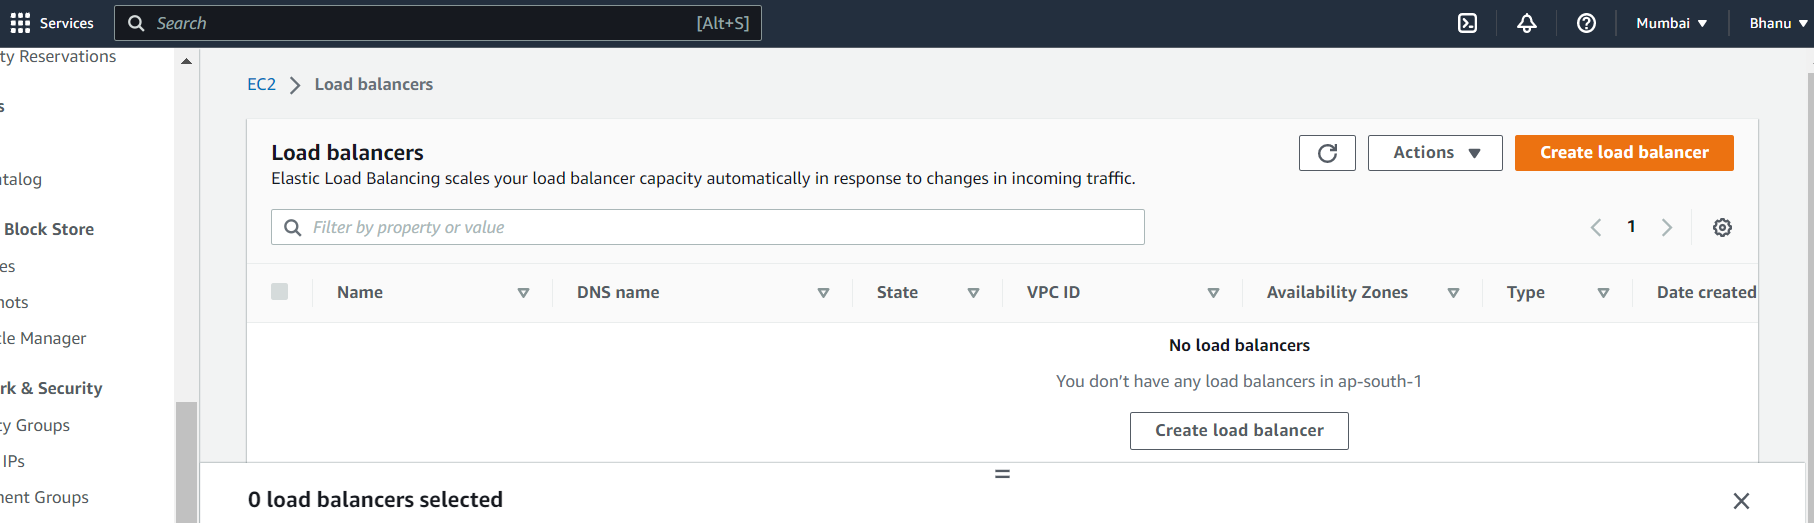 Services
Search [Alt+S]
Mumbai ▼
Bhanu ▼
ty Reservations
s
atalog
Block Store
es
hots
cle Manager
rk & Security
ty Groups
IPs
ment Groups
EC2 > Load balancers
Load balancers
Elastic Load Balancing scales your load balancer capacity automatically in response to changes in incoming traffic.
Actions ▼
Create load balancer
Filter by property or value
1
Name DNS name State VPC ID Availability Zones Type Date created
No load balancers
You don’t have any load balancers in ap-south-1
Create load balancer
0 load balancers selected